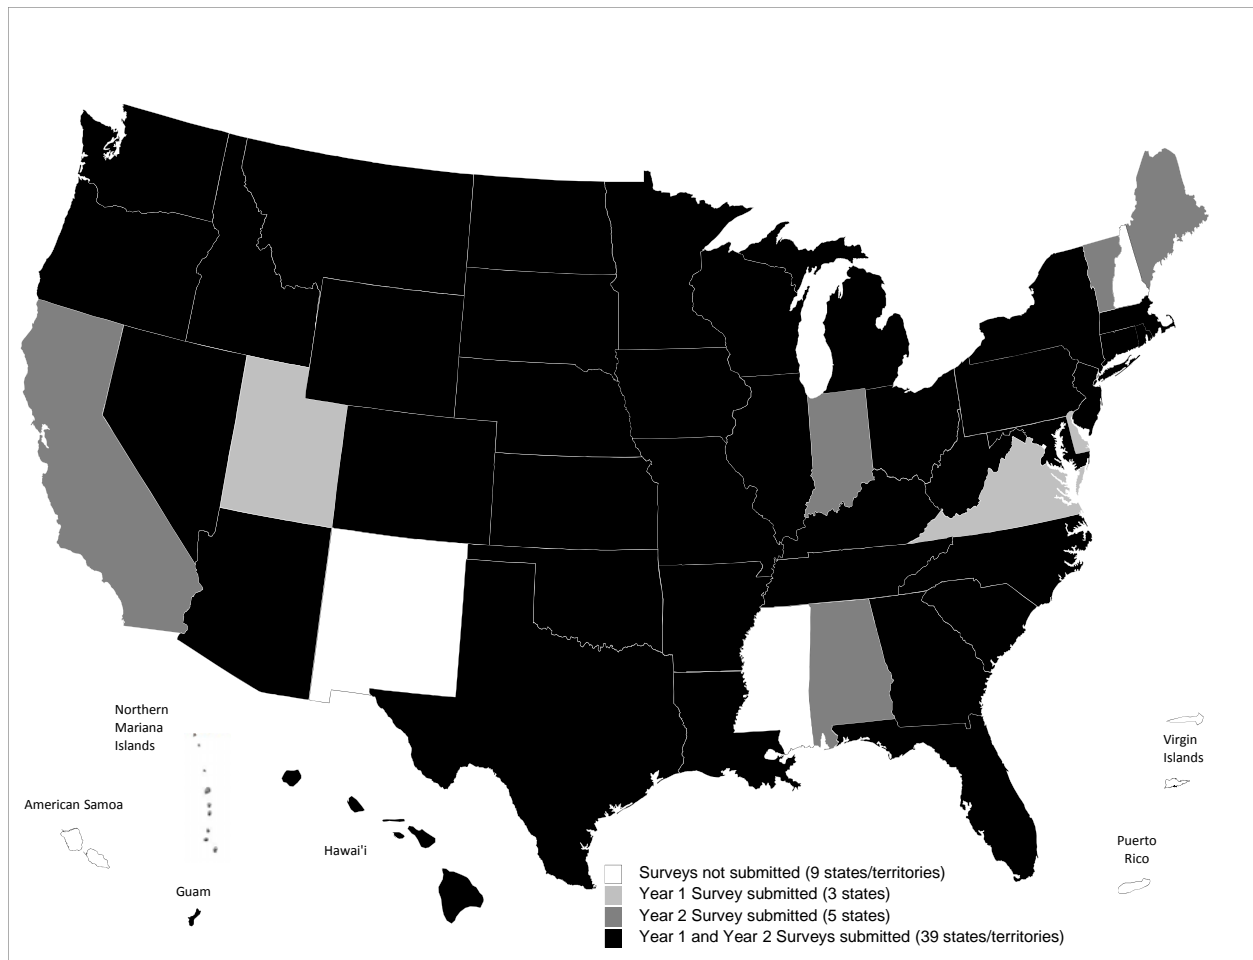 Northern
Mariana
Islands
Virgin
Islands
American Samoa
Hawai'i
Puerto
Rico
Guam
Surveys not submitted (9 states/territories)
Year 1 Survey submitted (3 states)
Year 2 Survey submitted (5 states)
Year 1 and Year 2 Surveys submitted (39 states/territories)